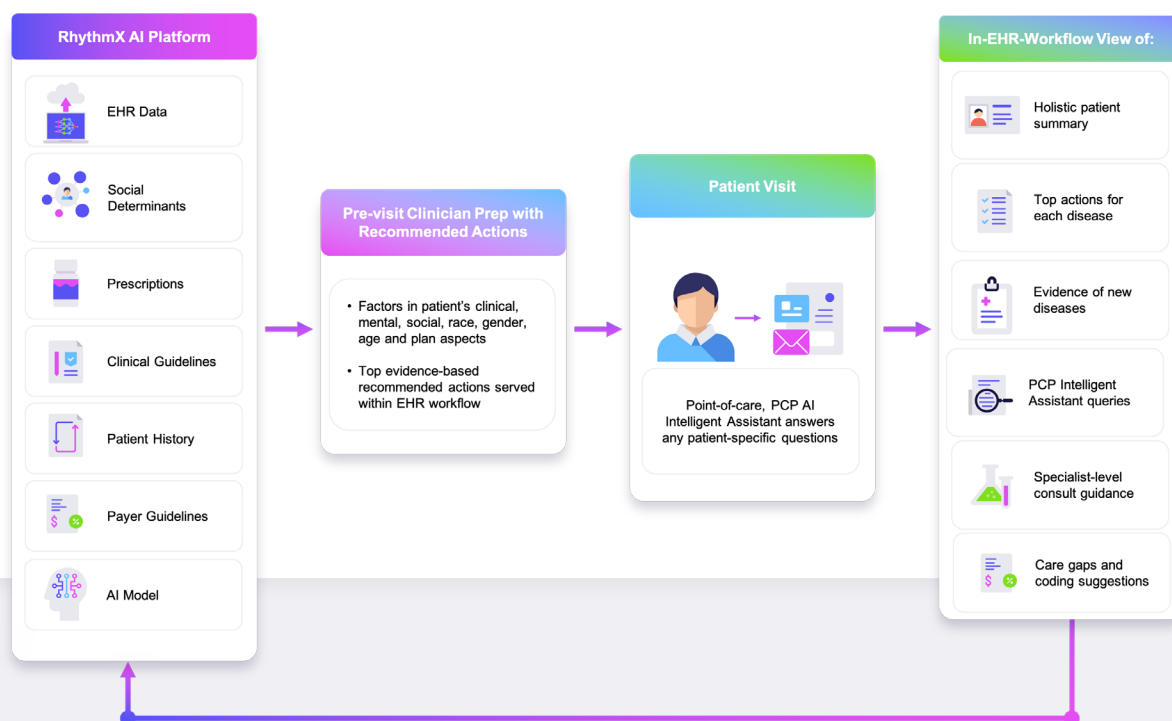 RhythmX AI Platform
EHR Data
Social
Determinants
Prescriptions
Clinical Guidelines
Patient History
$ %
Payer Guidelines
AI Model
Pre-visit Clinician Prep with
Recommended Actions
• Factors in patient's clinical,
mental, social, race, gender,
age and plan aspects
• Top evidence-based
recommended actions served
within EHR workflow
Patient Visit
Point-of-care, PCP AI
Intelligent Assistant answers
any patient-specific questions
In-EHR-Workflow View of:
Holistic patient
summary
Top actions for
each disease
Evidence of new
diseases
PCP Intelligent
Assistant queries
Specialist-level
consult guidance
$ %
Care gaps and
coding suggestions